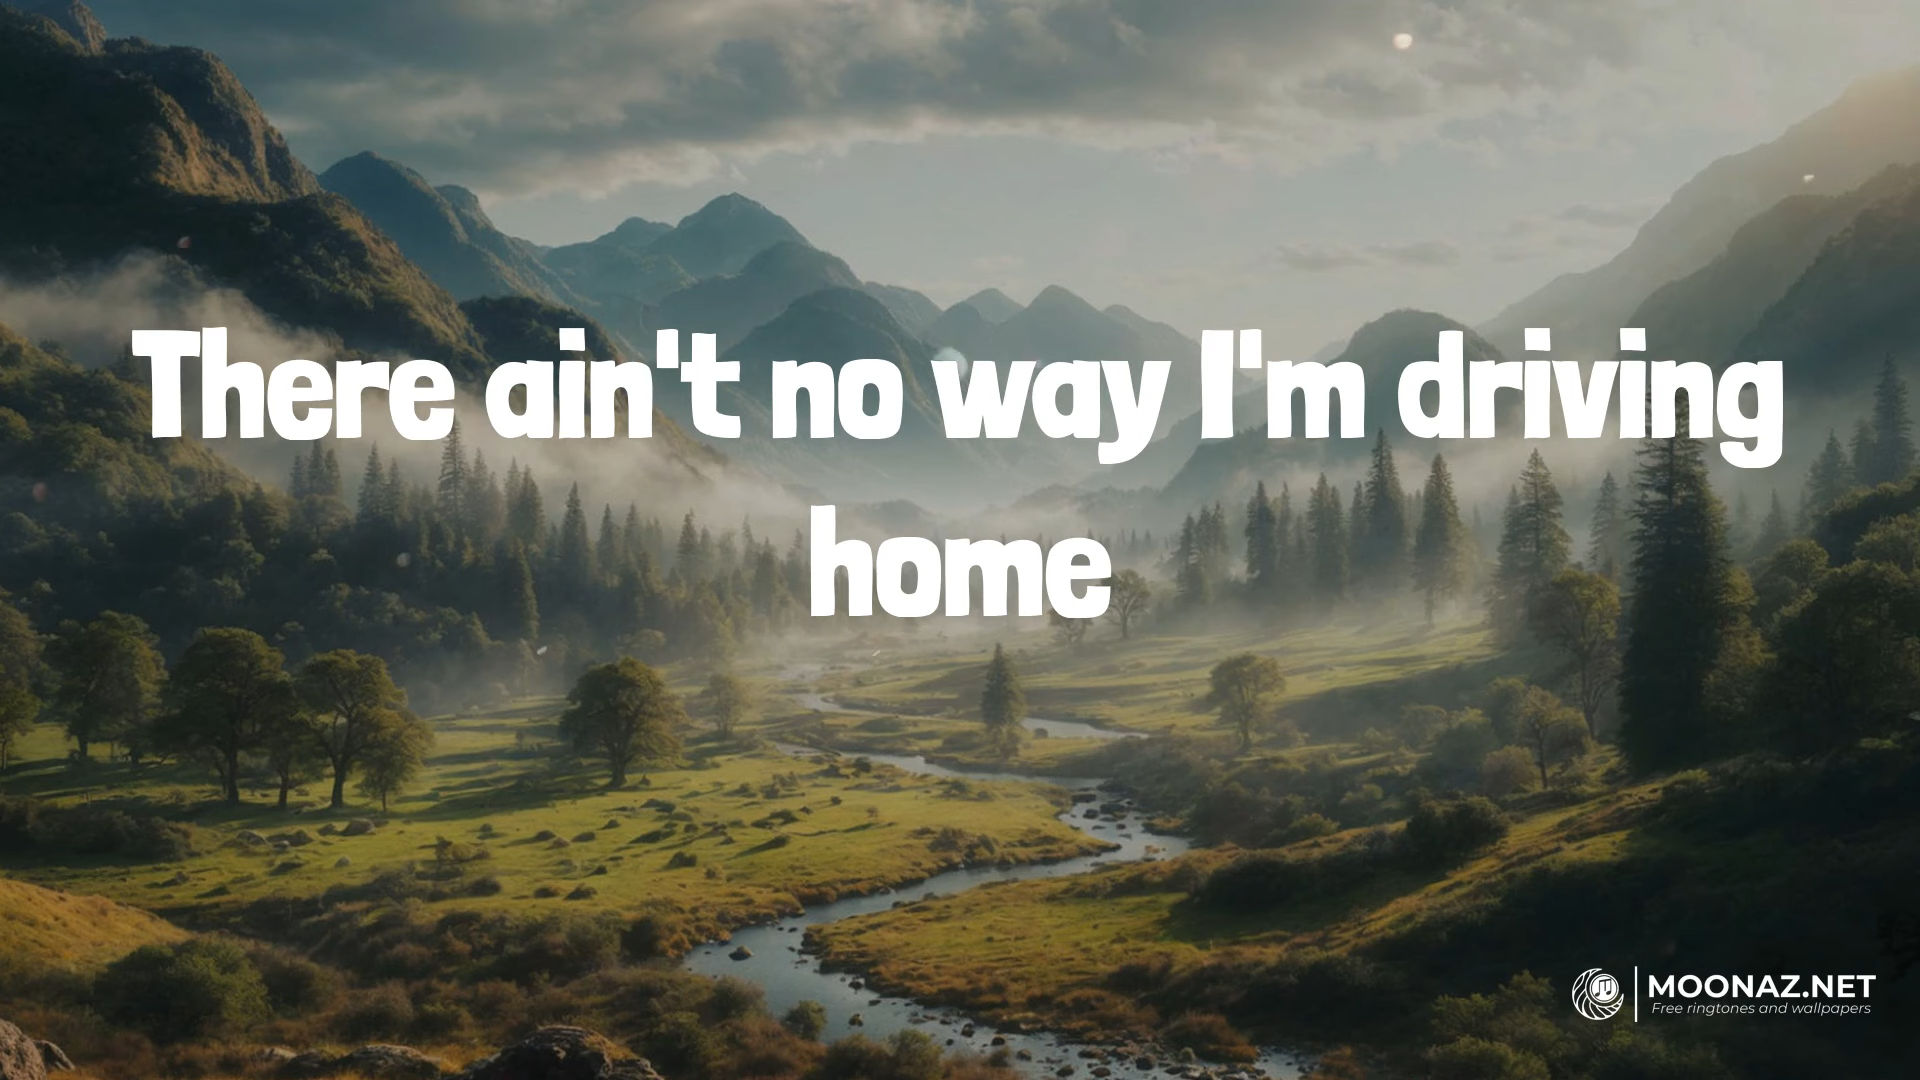 There ain't no way I'm driving
home
MOONAZ.NET
Free ringtones and wallpapers